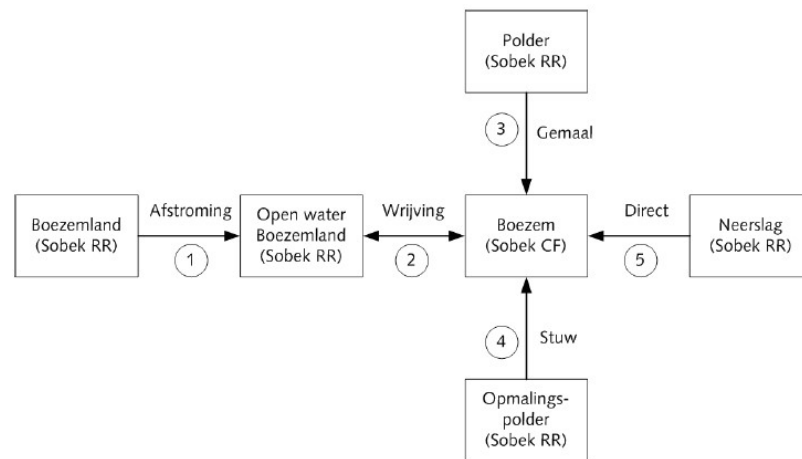 Polder
(Sobek RR)
3
Gemaal
Boezemland
(Sobek RR)
Afstroming
1
Open water
Boezemland
(Sobek RR)
Wrijving
2
Boezem
(Sobek CF)
Direct
5
Neerslag
(Sobek RR)
4
Stuw
Opmalings-
polder
(Sobek RR)